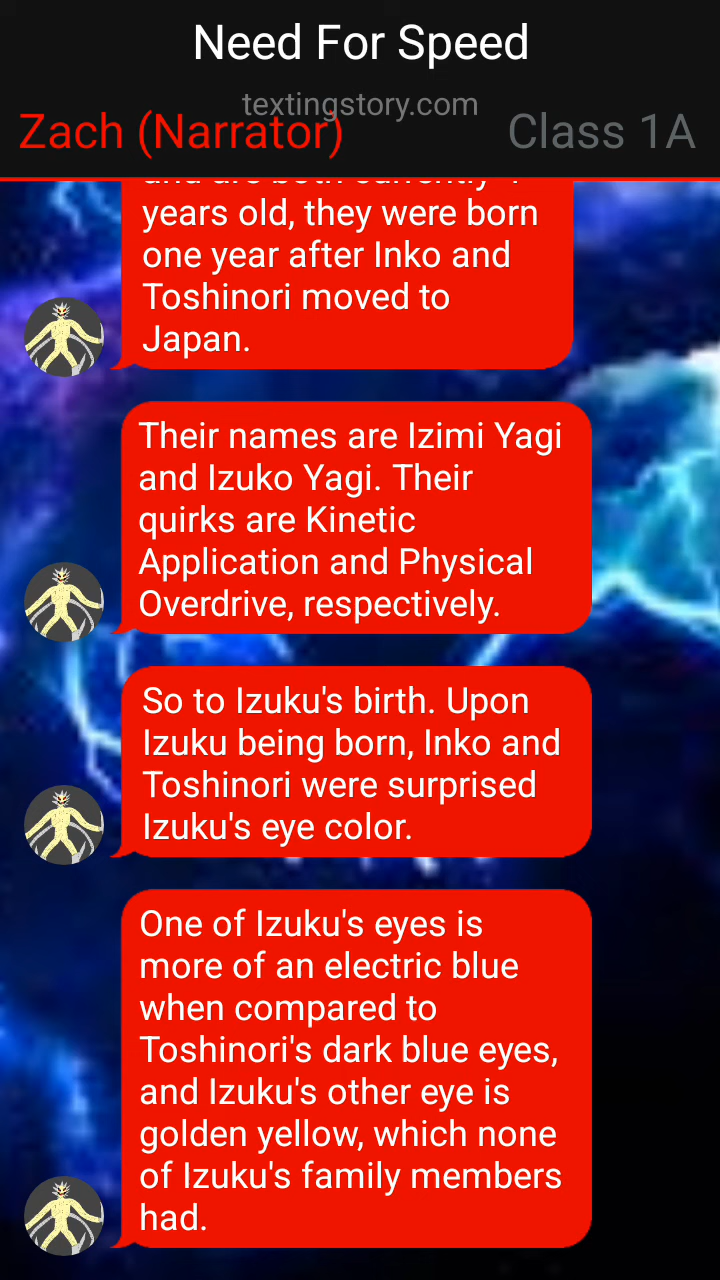 Need For Speed
textingstory.com
Zach (Narrator)
Class 1A
years old, they were born
one year after Inko and
Toshinori moved to
Japan.
Their names are Izimi Yagi
and Izuko Yagi. Their
quirks are Kinetic
Application and Physical
Overdrive, respectively.
So to Izuku's birth. Upon
Izuku being born, Inko and
Toshinori were surprised
Izuku's eye color.
One of Izuku's eyes is
more of an electric blue
when compared to
Toshinori's dark blue eyes,
and Izuku's other eye is
golden yellow, which none
of Izuku's family members
had.